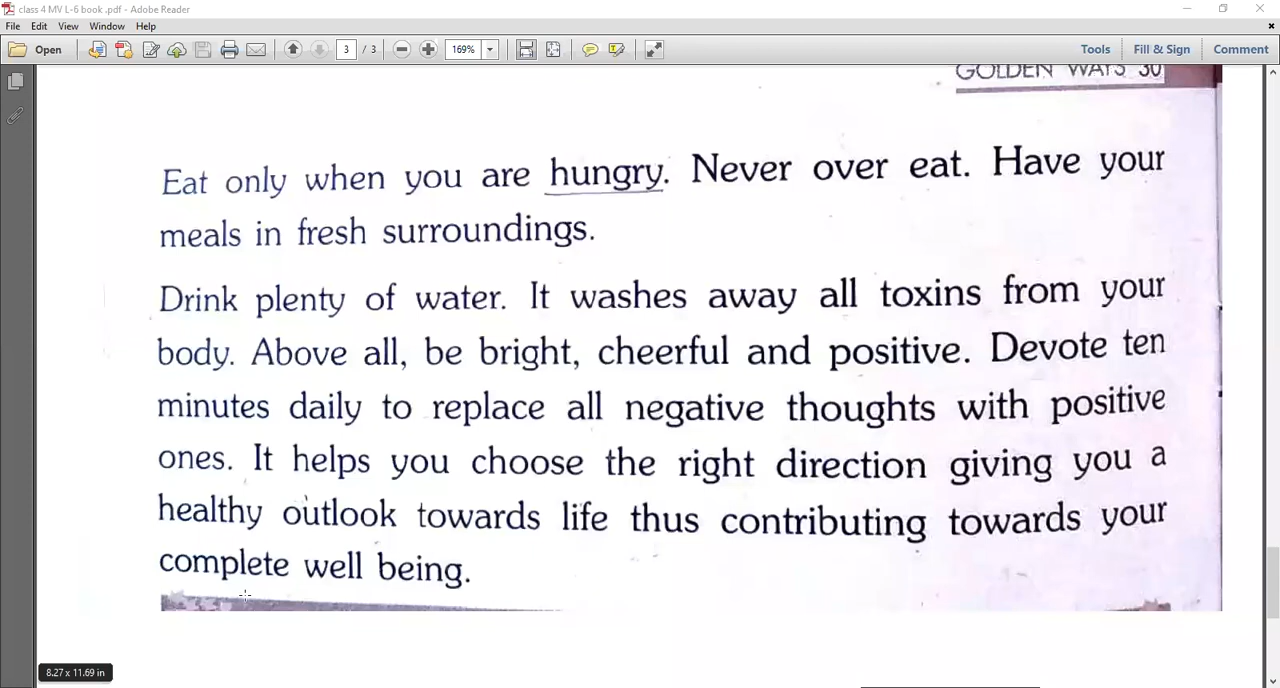 class 4 MV L-6 book .pdf - Adobe Reader
File Edit View Window Help
Open 3 / 3 169% Tools Fill & Sign Comment
GOLDEN WAYS 30
Eat only when you are hungry. Never over eat. Have your
meals in fresh surroundings.
Drink plenty of water. It washes away all toxins from your
body. Above all, be bright, cheerful and positive. Devote ten
minutes daily to replace all negative thoughts with positive
ones. It helps you choose the right direction giving you a
healthy outlook towards life thus contributing towards your
complete well being.
8.27 x 11.69 in